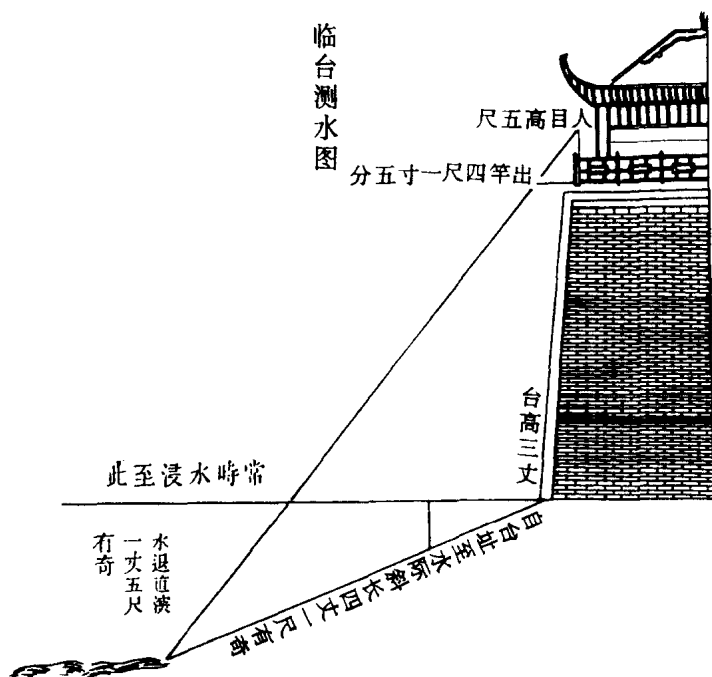 临台测水图
人目高五尺
出竿四尺一寸五分
台高三丈
常時水浸至此
自台址至水际斜长四丈一尺有奇
水退直
一丈五尺
有奇